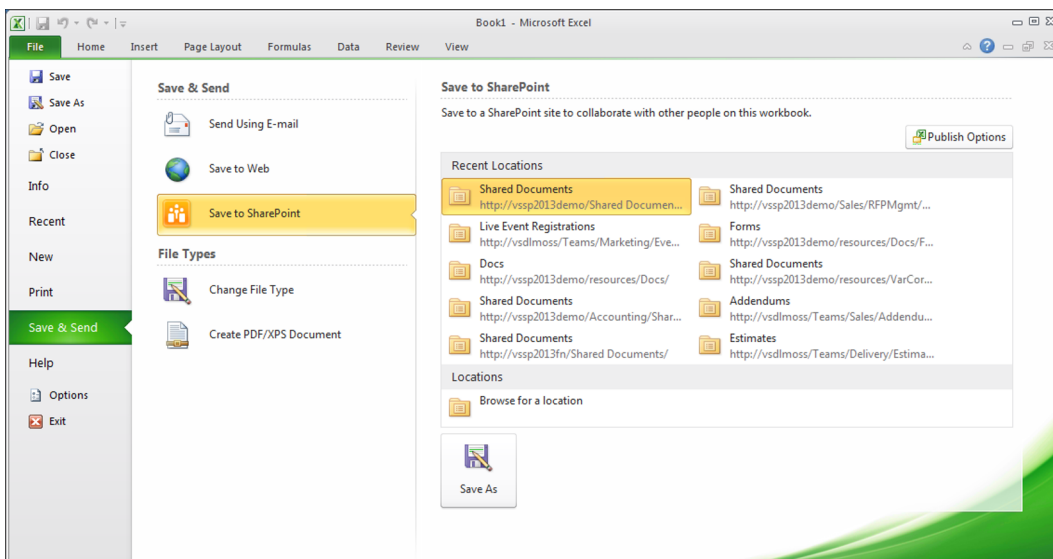 Book1 - Microsoft Excel
File Home Insert Page Layout Formulas Data Review View
Save
Save As
Open
Close
Info
Recent
New
Print
Save & Send
Help
Options
Exit
Save & Send
Send Using E-mail
Save to Web
Save to SharePoint
File Types
Change File Type
Create PDF/XPS Document
Save to SharePoint
Save to a SharePoint site to collaborate with other people on this workbook.
Publish Options
Recent Locations
Shared Documents
http://vssp2013demo/Shared Documen...
Live Event Registrations
http://vsdlmoss/Teams/Marketing/Eve...
Docs
http://vssp2013demo/resources/Docs/
Shared Documents
http://vssp2013demo/Accounting/Shar...
Shared Documents
http://vssp2013fn/Shared Documents/
Shared Documents
http://vssp2013demo/Sales/RFPMgmt/...
Forms
http://vssp2013demo/resources/Docs/F...
Shared Documents
http://vssp2013demo/resources/VarCor...
Addendums
http://vsdlmoss/Teams/Sales/Addendu...
Estimates
http://vsdlmoss/Teams/Delivery/Estima...
Locations
Browse for a location
Save As